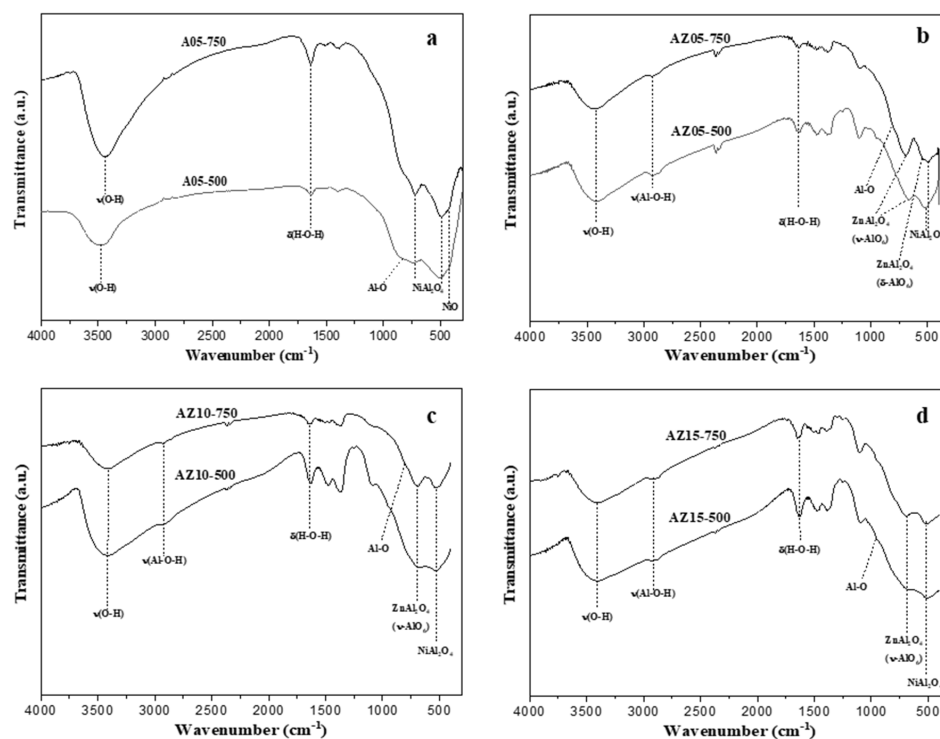 a
A05-750
A05-500
ν(O-H)
ν(O-H)
δ(H-O-H)
Al-O
NiAl₂O₄
NiO
Transmittance (a.u.)
4000 3500 3000 2500 2000 1500 1000 500
Wavenumber (cm⁻¹)
b
AZ05-750
AZ05-500
ν(O-H)
ν(Al-O-H)
δ(H-O-H)
Al-O
ZnAl₂O₄
(ν-AlO₆)
NiAl₂O
ZnAl₂O₄
(δ-AlO₆)
Transmittance (a.u.)
4000 3500 3000 2500 2000 1500 1000 500
Wavenumber (cm⁻¹)
c
AZ10-750
AZ10-500
ν(O-H)
ν(Al-O-H)
δ(H-O-H)
Al-O
ZnAl₂O₄
(ν-AlO₆)
NiAl₂O₄
Transmittance (a.u.)
4000 3500 3000 2500 2000 1500 1000 500
Wavenumber (cm⁻¹)
d
AZ15-750
AZ15-500
ν(O-H)
ν(Al-O-H)
δ(H-O-H)
Al-O
ZnAl₂O₄
(ν-AlO₆)
NiAl₂O
Transmittance (a.u.)
4000 3500 3000 2500 2000 1500 1000 500
Wavenumber (cm⁻¹)